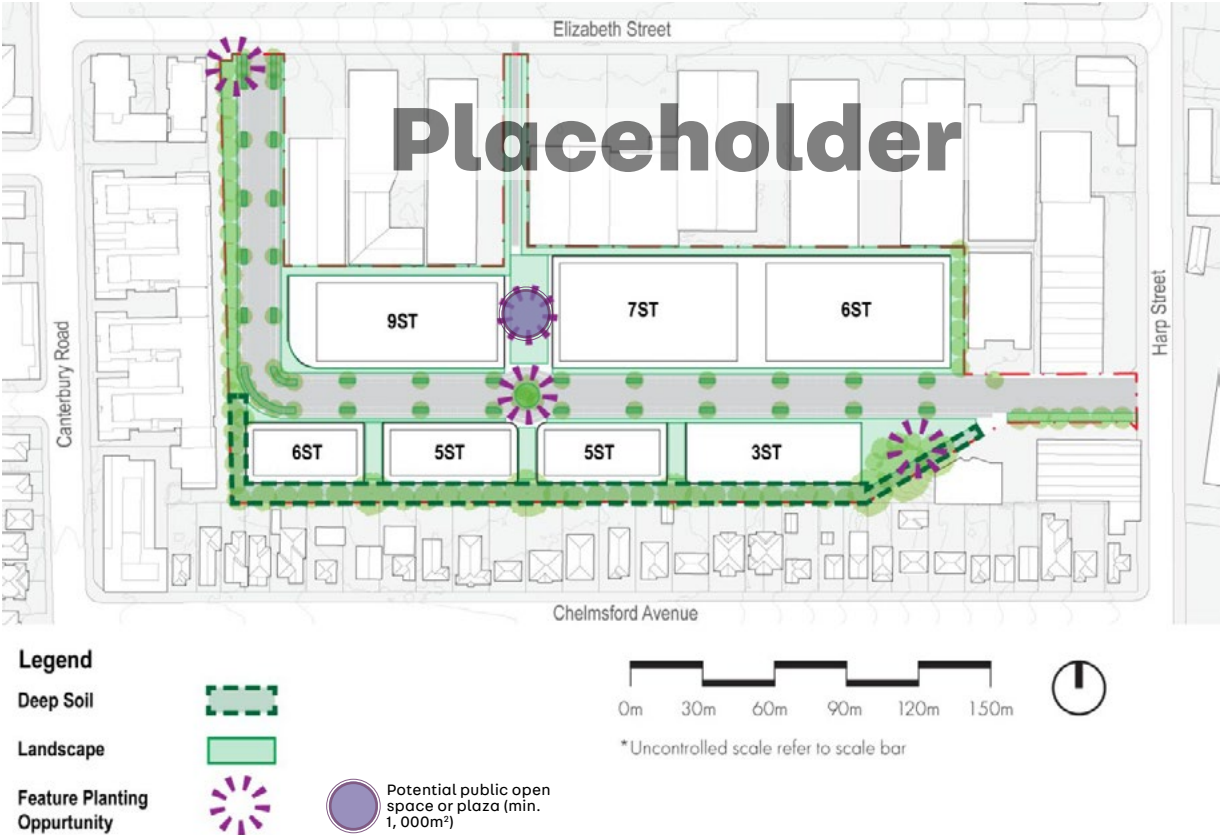 Elizabeth Street
Placeholder
Canterbury Road
Harp Street
9ST
7ST
6ST
6ST
5ST
5ST
3ST
Chelmsford Avenue
Legend
Deep Soil
Landscape
Feature Planting
Oppurtunity
Potential public open
space or plaza (min.
1, 000m²)
0m 30m 60m 90m 120m 150m
*Uncontrolled scale refer to scale bar